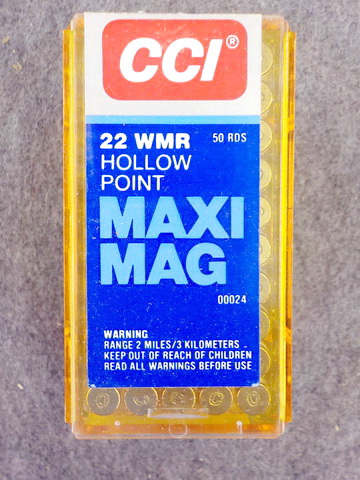 CCI®
22 WMR 50 RDS
HOLLOW
POINT
MAXI
MAG
00024
WARNING
RANGE 2 MILES/3 KILOMETERS
KEEP OUT OF REACH OF CHILDREN
READ ALL WARNINGS BEFORE USE